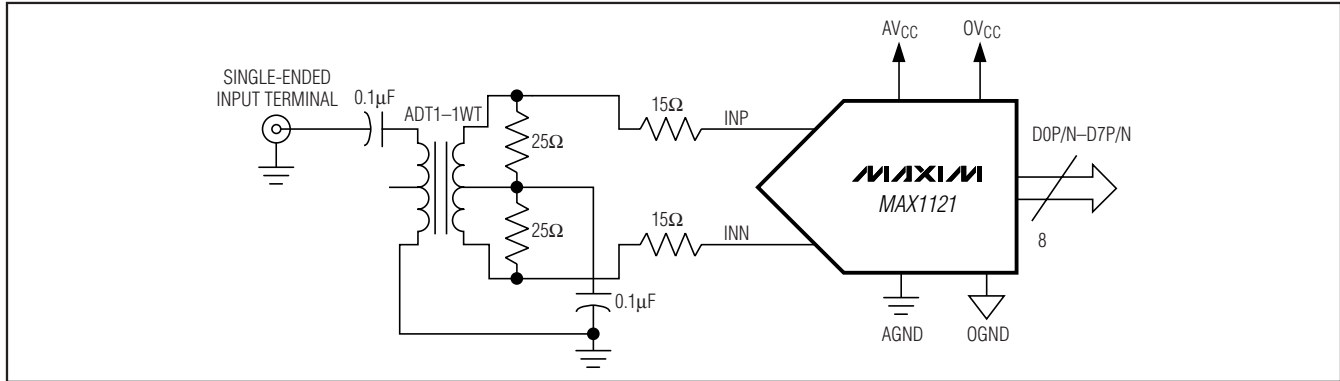 SINGLE-ENDED
INPUT TERMINAL
0.1μF
ADT1–1WT
25Ω
25Ω
0.1μF
15Ω
INP
15Ω
INN
AVCC
OVCC
MAXIM
MAX1121
D0P/N–D7P/N
8
AGND
OGND